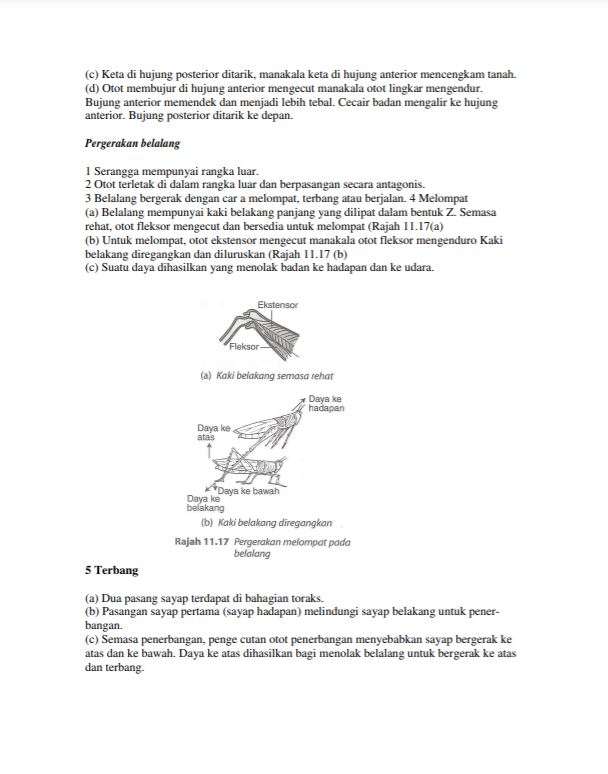 (c) Keta di hujung posterior ditarik, manakala keta di hujung anterior mencengkam tanah.
(d) Otot membujur di hujung anterior mengecut manakala otot lingkar mengendur.
Bujung anterior memendek dan menjadi lebih tebal. Cecair badan mengalir ke hujung
anterior. Bujung posterior ditarik ke depan.
Pergerakan belalang
1 Serangga mempunyai rangka luar.
2 Otot terletak di dalam rangka luar dan berpasangan secara antagonis.
3 Belalang bergerak dengan car a melompat, terbang atau berjalan. 4 Melompat
(a) Belalang mempunyai kaki belakang panjang yang dilipat dalam bentuk Z. Semasa
rehat, otot fleksor mengecut dan bersedia untuk melompat (Rajah 11.17(a)
(b) Untuk melompat, otot ekstensor mengecut manakala otot fleksor mengenduro Kaki
belakang diregangkan dan diluruskan (Rajah 11.17 (b)
(c) Suatu daya dihasilkan yang menolak badan ke hadapan dan ke udara.
Ekstensor
Fleksor
(a) Kaki belakang semasa rehat
Daya ke
hadapan
Daya ke
atas
Daya ke bawah
Daya ke
belakang
(b) Kaki belakang diregangkan
Rajah 11.17 Pergerakan melompat pada
belalang
5 Terbang
(a) Dua pasang sayap terdapat di bahagian toraks.
(b) Pasangan sayap pertama (sayap hadapan) melindungi sayap belakang untuk pener-
bangan.
(c) Semasa penerbangan, penge cutan otot penerbangan menyebabkan sayap bergerak ke
atas dan ke bawah. Daya ke atas dihasilkan bagi menolak belalang untuk bergerak ke atas
dan terbang.